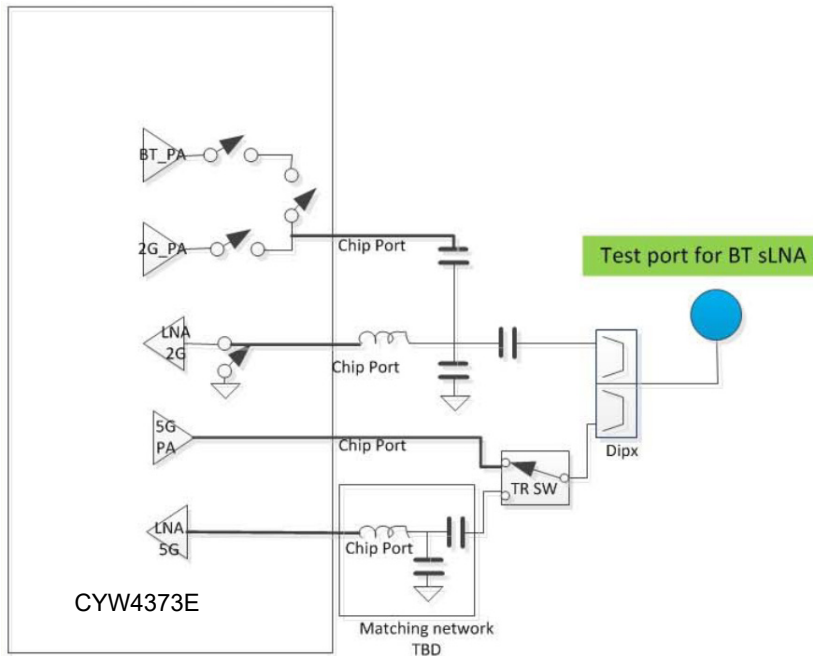 BT_PA
2G_PA
Chip Port
Test port for BT sLNA
LNA
2G
Chip Port
5G
PA
Chip Port
Dipx
TR SW
LNA
5G
Chip Port
CYW4373E
Matching network
TBD